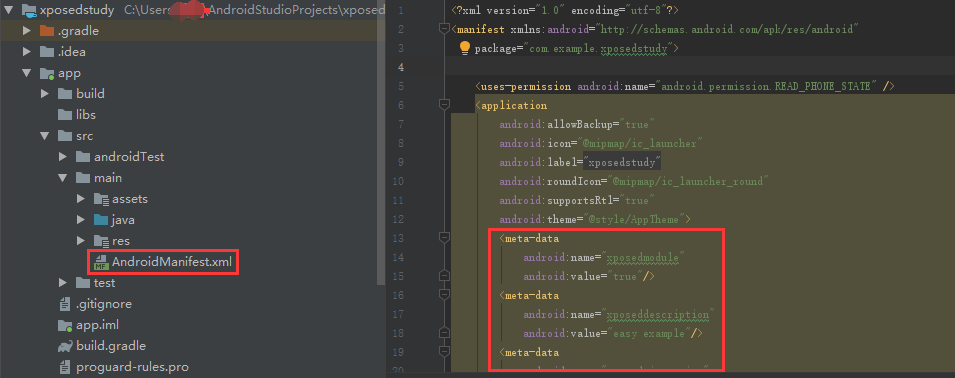 xposedstudy C:\Users\ AndroidStudioProjects\xposed
.gradle
.idea
app
build
libs
src
androidTest
main
assets
java
res
AndroidManifest.xml
test
.gitignore
app.iml
build.gradle
proguard-rules.pro
1 <?xml version="1.0" encoding="utf-8"?>
2 <manifest xmlns:android="http://schemas.android.com/apk/res/android"
3 package="com.example.xposedstudy">
4
5 <uses-permission android:name="android.permission.READ_PHONE_STATE" />
6 <application
7 android:allowBackup="true"
8 android:icon="@mipmap/ic_launcher"
9 android:label="xposedstudy"
10 android:roundIcon="@mipmap/ic_launcher_round"
11 android:supportsRtl="true"
12 android:theme="@style/AppTheme">
13 <meta-data
14 android:name="xposedmodule"
15 android:value="true"/>
16 <meta-data
17 android:name="xposeddescription"
18 android:value="easy example"/>
19 <meta-data
20